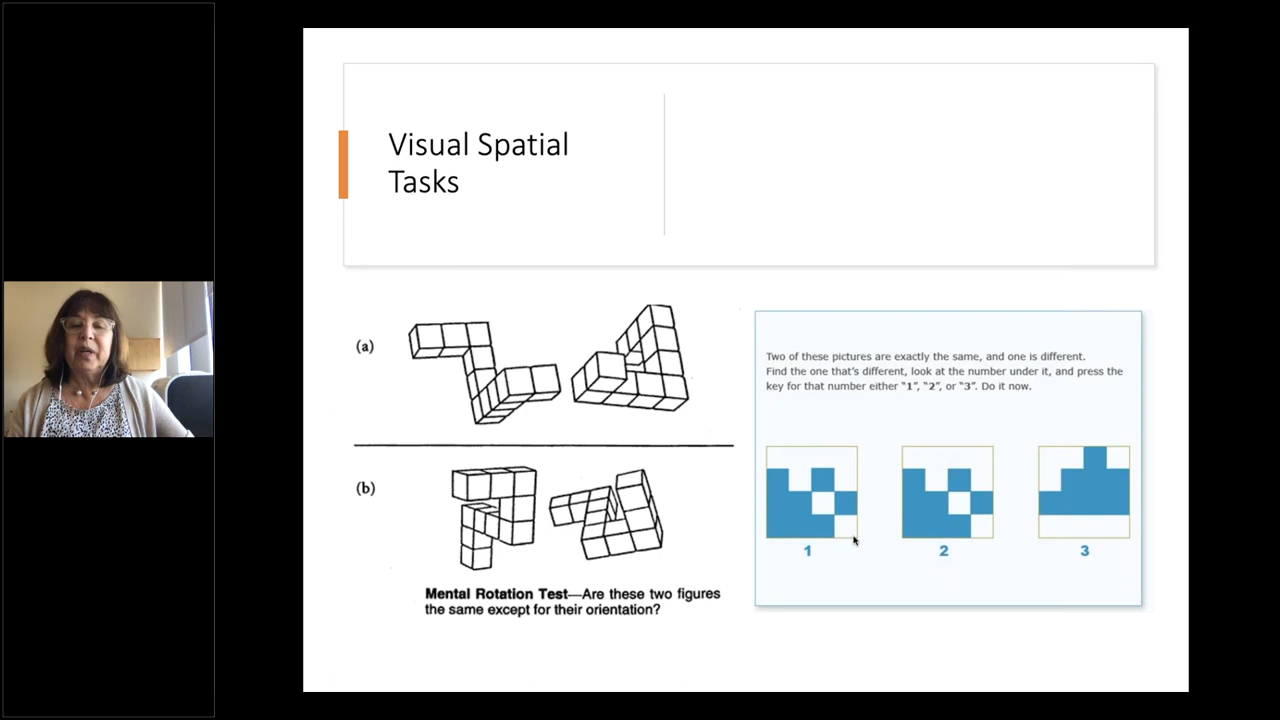 Visual Spatial
Tasks
(a)
(b)
Mental Rotation Test—Are these two figures
the same except for their orientation?
Two of these pictures are exactly the same, and one is different.
Find the one that's different, look at the number under it, and press the
key for that number either "1", "2", or "3". Do it now.
1
2
3